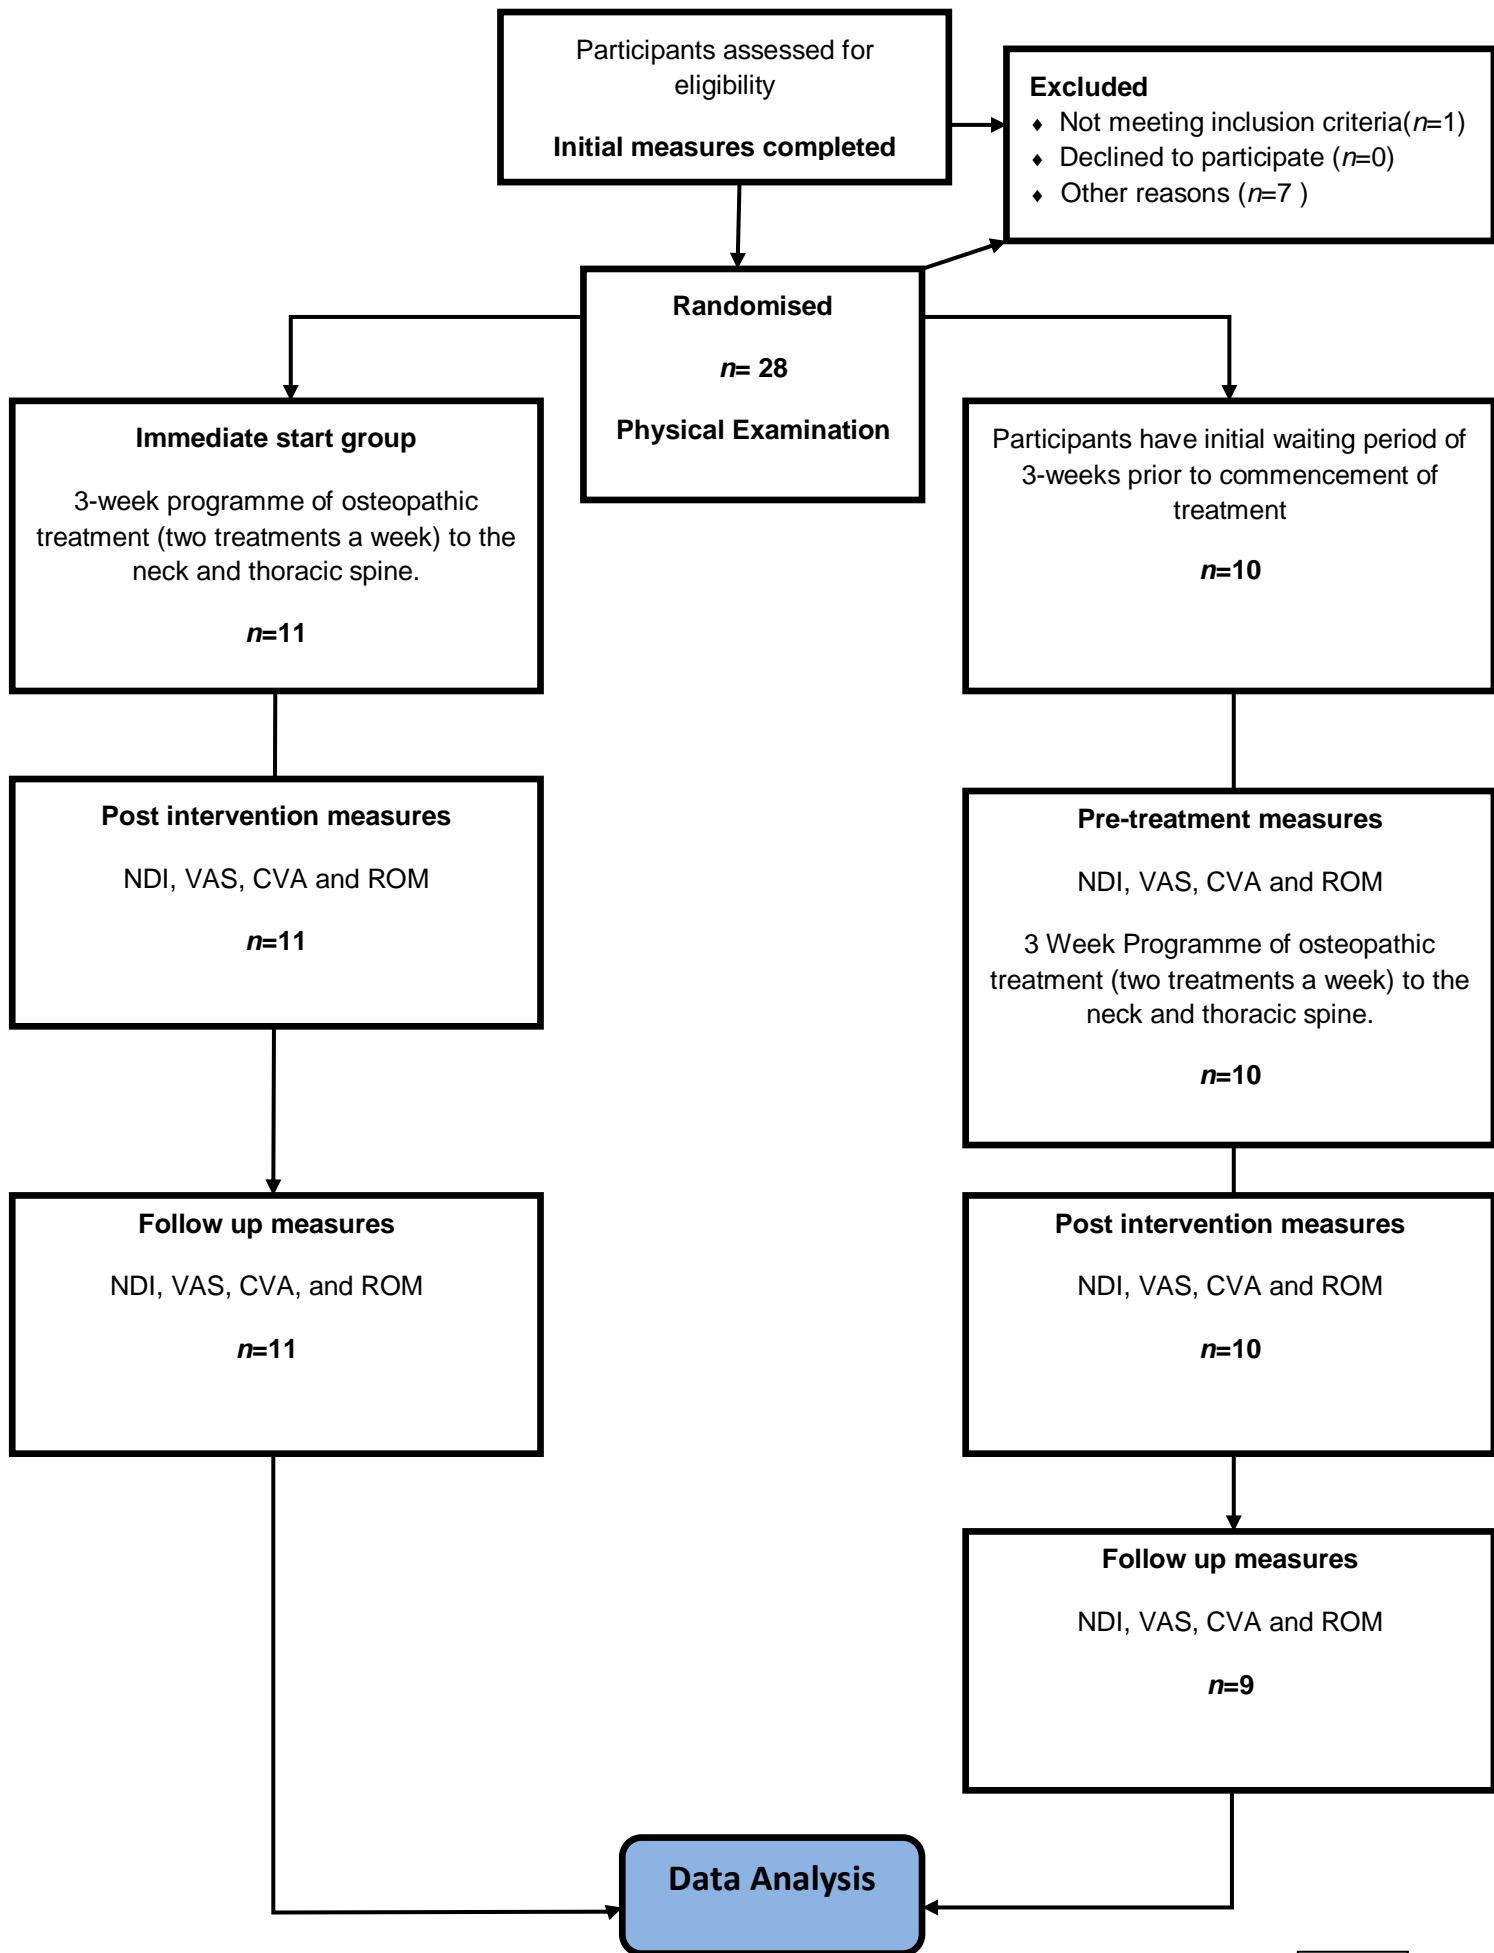 Participants assessed for
eligibility
Initial measures completed
Excluded
♦ Not meeting inclusion criteria(n=1)
♦ Declined to participate (n=0)
♦ Other reasons (n=7 )
Randomised
n= 28
Physical Examination
Immediate start group
3-week programme of osteopathic
treatment (two treatments a week) to the
neck and thoracic spine.
n=11
Participants have initial waiting period of
3-weeks prior to commencement of
treatment
n=10
Post intervention measures
NDI, VAS, CVA and ROM
n=11
Pre-treatment measures
NDI, VAS, CVA and ROM
3 Week Programme of osteopathic
treatment (two treatments a week) to the
neck and thoracic spine.
n=10
Follow up measures
NDI, VAS, CVA, and ROM
n=11
Post intervention measures
NDI, VAS, CVA and ROM
n=10
Follow up measures
NDI, VAS, CVA and ROM
n=9
Data Analysis